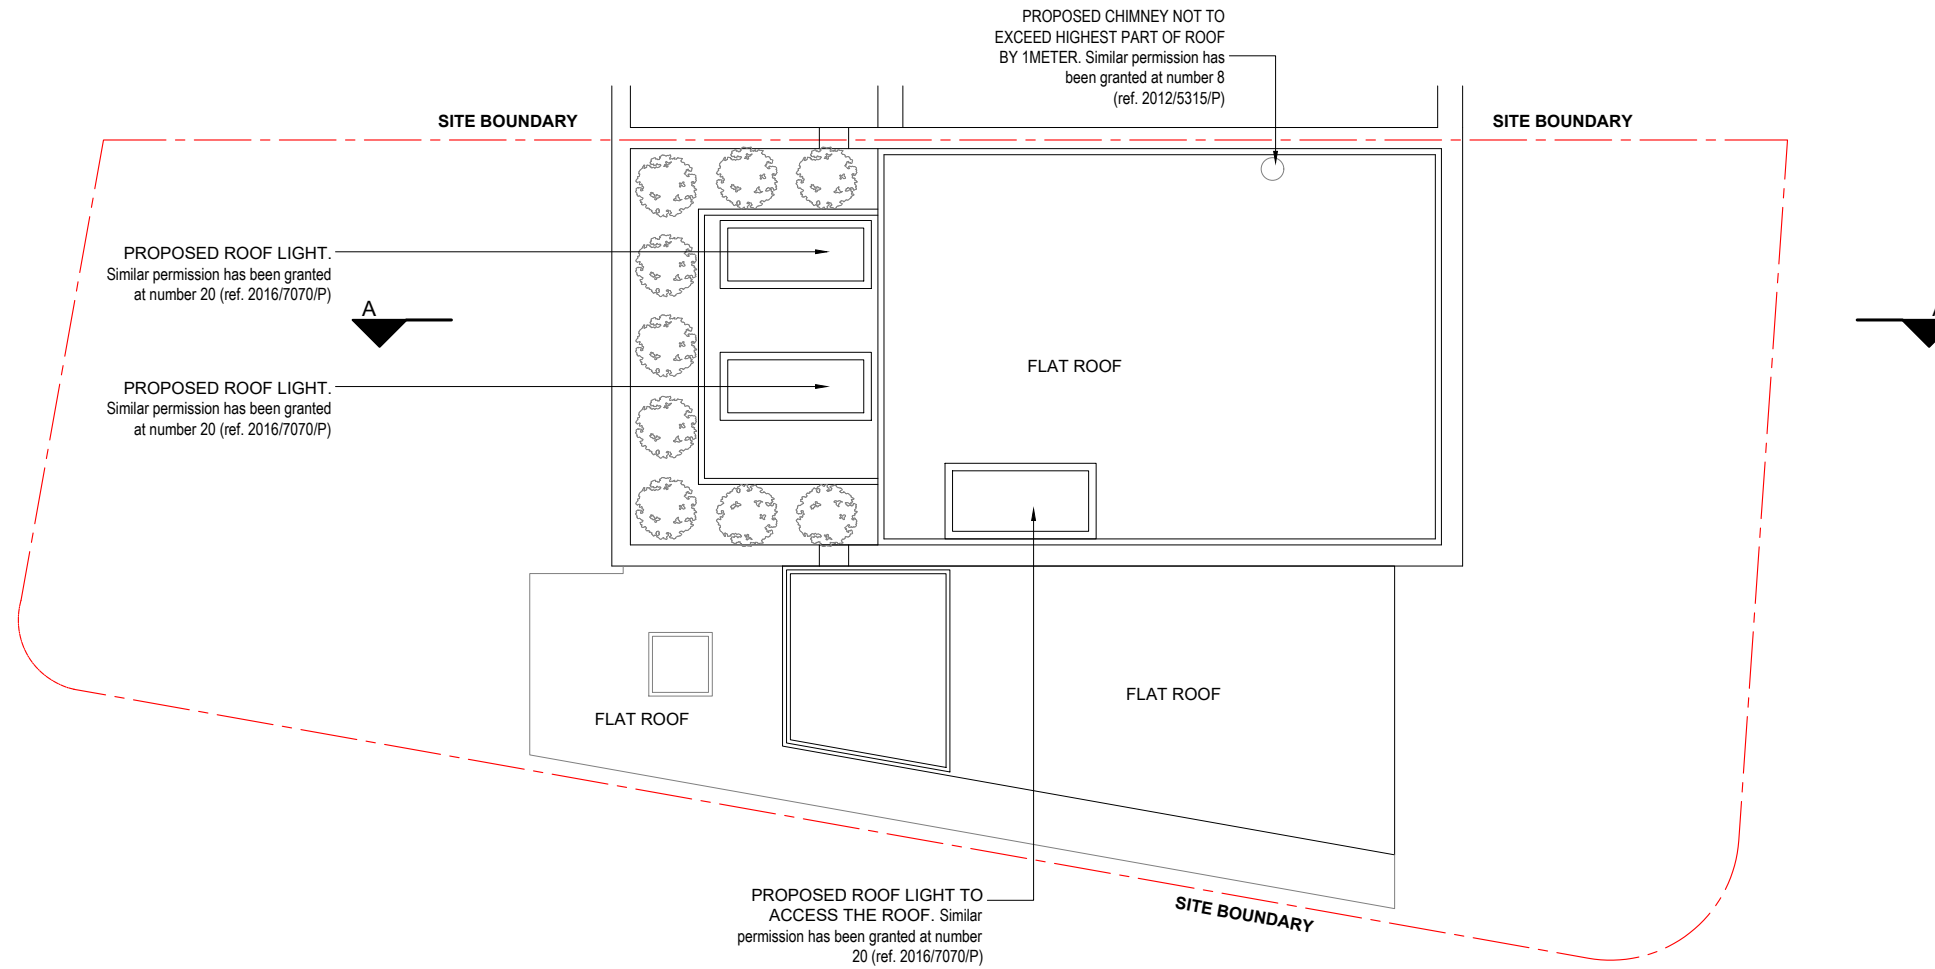 PROPOSED CHIMNEY NOT TO
EXCEED HIGHEST PART OF ROOF
BY 1METER. Similar permission has
been granted at number 8
(ref. 2012/5315/P)
SITE BOUNDARY
SITE BOUNDARY
PROPOSED ROOF LIGHT.
Similar permission has been granted
at number 20 (ref. 2016/7070/P)
A
PROPOSED ROOF LIGHT.
Similar permission has been granted
at number 20 (ref. 2016/7070/P)
FLAT ROOF
FLAT ROOF
FLAT ROOF
PROPOSED ROOF LIGHT TO
ACCESS THE ROOF. Similar
permission has been granted at number
20 (ref. 2016/7070/P)
SITE BOUNDARY